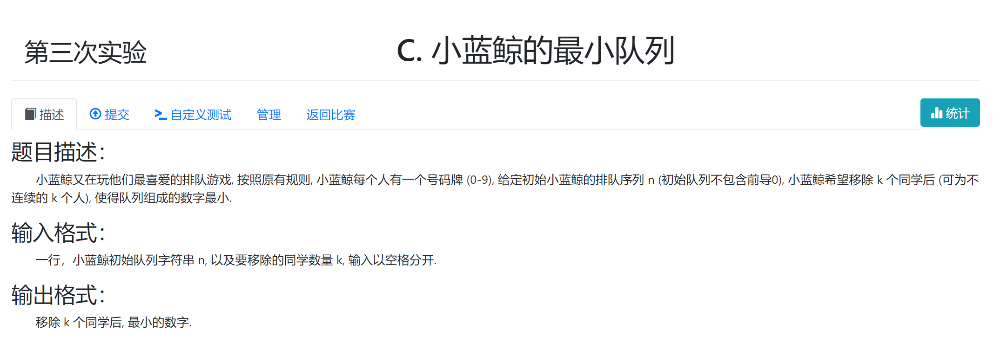 第三次实验
C. 小蓝鲸的最小队列
描述 提交 自定义测试 管理 返回比赛 统计
题目描述：
小蓝鲸又在玩他们最喜爱的排队游戏, 按照原有规则, 小蓝鲸每个人有一个号码牌 (0-9), 给定初始小蓝鲸的排队序列 n (初始队列不包含前导0), 小蓝鲸希望移除 k 个同学后 (可为不
连续的 k 个人), 使得队列组成的数字最小.
输入格式：
一行，小蓝鲸初始队列字符串 n, 以及要移除的同学数量 k, 输入以空格分开.
输出格式：
移除 k 个同学后, 最小的数字.